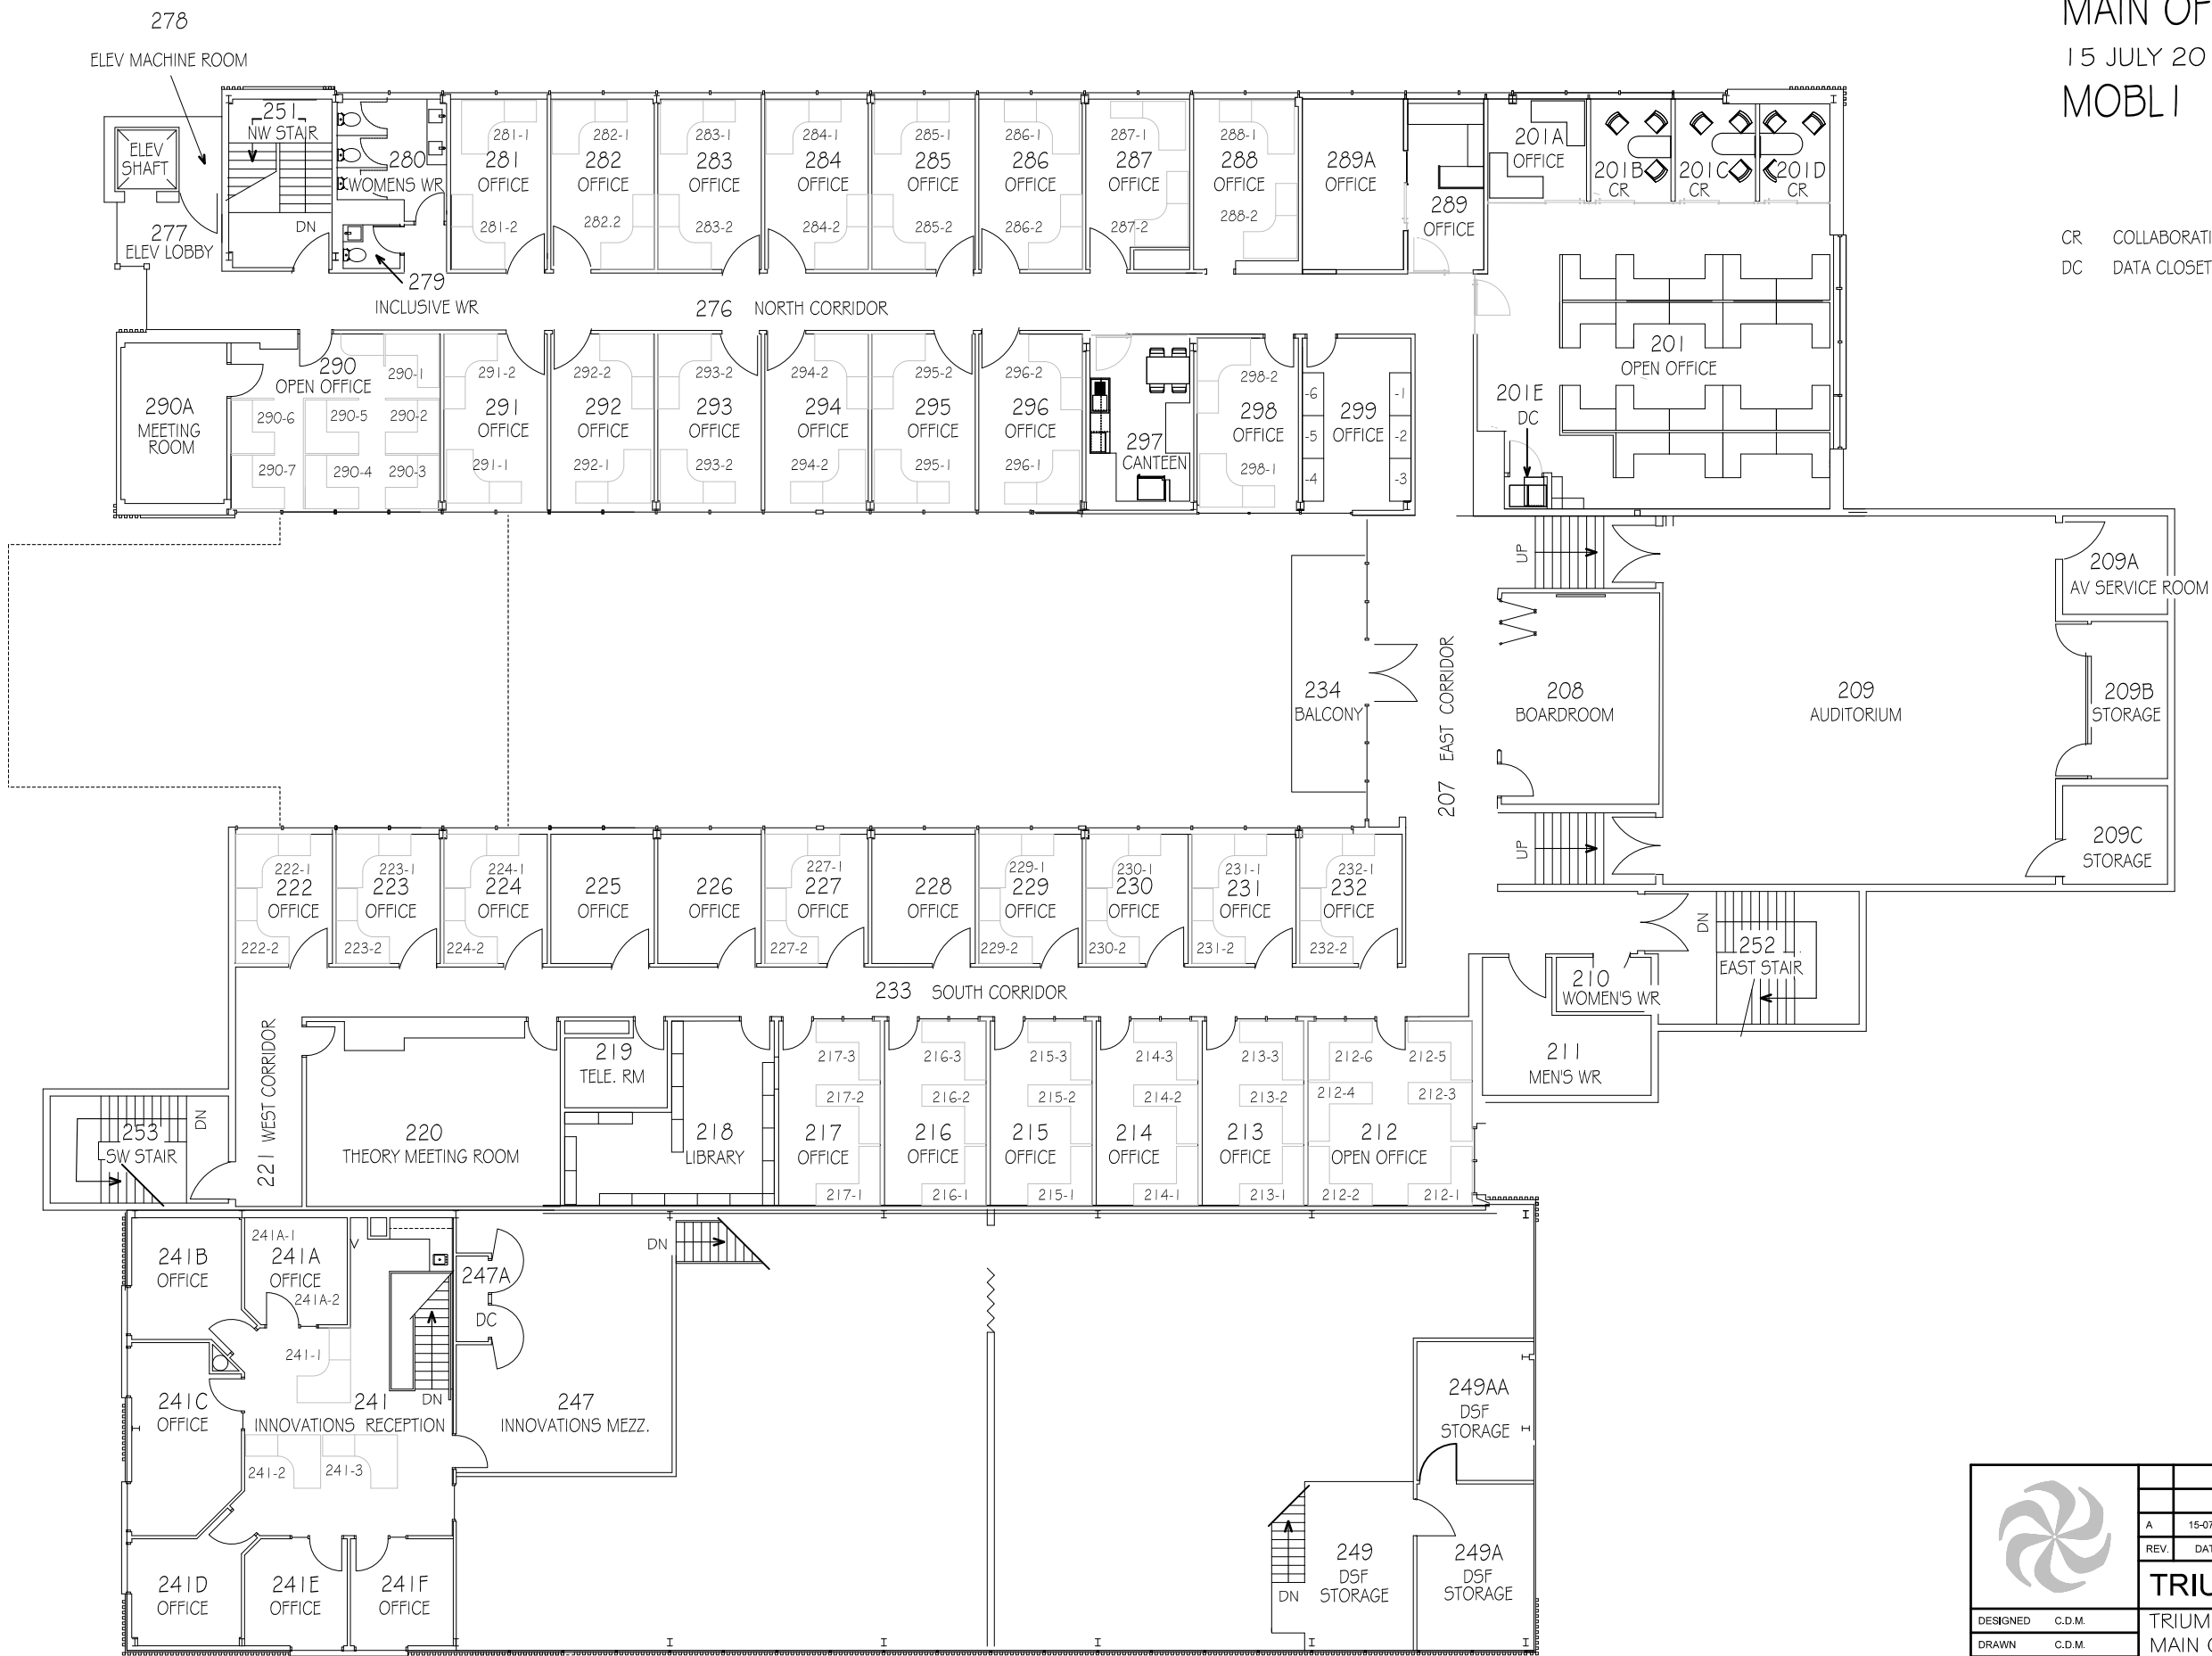 278
ELEV MACHINE ROOM
MAIN OF
15 JULY 20
MOBL1
CR COLLABORATI
DC DATA CLOSET
251
NW STAIR
DN
ELEV
SHAFT
277
ELEV LOBBY
280
WOMENS WR
279
INCLUSIVE WR
281-1
281
OFFICE
281-2
282-1
282
OFFICE
282.2
283-1
283
OFFICE
283-2
284-1
284
OFFICE
284-2
285-1
285
OFFICE
285-2
286-1
286
OFFICE
286-2
287-1
287
OFFICE
287-2
288-1
288
OFFICE
288-2
289A
OFFICE
289
OFFICE
201A
OFFICE
201B
CR
201C
CR
201D
CR
276 NORTH CORRIDOR
201
OPEN OFFICE
201E
DC
290A
MEETING
ROOM
290
OPEN OFFICE
290-1
290-6
290-5
290-2
290-7
290-4
290-3
291-2
291
OFFICE
291-1
292-2
292
OFFICE
292-1
293-2
293
OFFICE
293-2
294-2
294
OFFICE
294-2
295-2
295
OFFICE
295-1
296-2
296
OFFICE
296-1
297
CANTEEN
298-2
298
OFFICE
298-1
299
OFFICE
-6
-5
-4
-1
-2
-3
UP
209A
AV SERVICE ROOM
234
BALCONY
207 EAST CORRIDOR
208
BOARDROOM
209
AUDITORIUM
209B
STORAGE
209C
STORAGE
UP
222-1
222
OFFICE
222-2
223-1
223
OFFICE
223-2
224-1
224
OFFICE
224-2
225
OFFICE
226
OFFICE
227-1
227
OFFICE
227-2
228
OFFICE
229-1
229
OFFICE
229-2
230-1
230
OFFICE
230-2
231-1
231
OFFICE
231-2
232-1
232
OFFICE
232-2
DN
252
EAST STAIR
210
WOMEN'S WR
211
MEN'S WR
233 SOUTH CORRIDOR
221 WEST CORRIDOR
DN
253
SW STAIR
220
THEORY MEETING ROOM
219
TELE. RM
218
LIBRARY
217-3
217-2
217
OFFICE
217-1
216-3
216-2
216
OFFICE
216-1
215-3
215-2
215
OFFICE
215-1
214-3
214-2
214
OFFICE
214-1
213-3
213-2
213
OFFICE
213-1
212-6
212-5
212-4
212-3
212
OPEN OFFICE
212-2
212-1
241B
OFFICE
241A-1
241A
OFFICE
241A-2
241-1
241C
OFFICE
241
INNOVATIONS RECEPTION
DN
241-2
241-3
241D
OFFICE
241E
OFFICE
241F
OFFICE
247A
DC
DN
247
INNOVATIONS MEZZ.
249AA
DSF
STORAGE
249
DSF
STORAGE
DN
249A
DSF
STORAGE
A 15-07
REV. DAT
TRIU
DESIGNED C.D.M.
DRAWN C.D.M.
TRIUM
MAIN